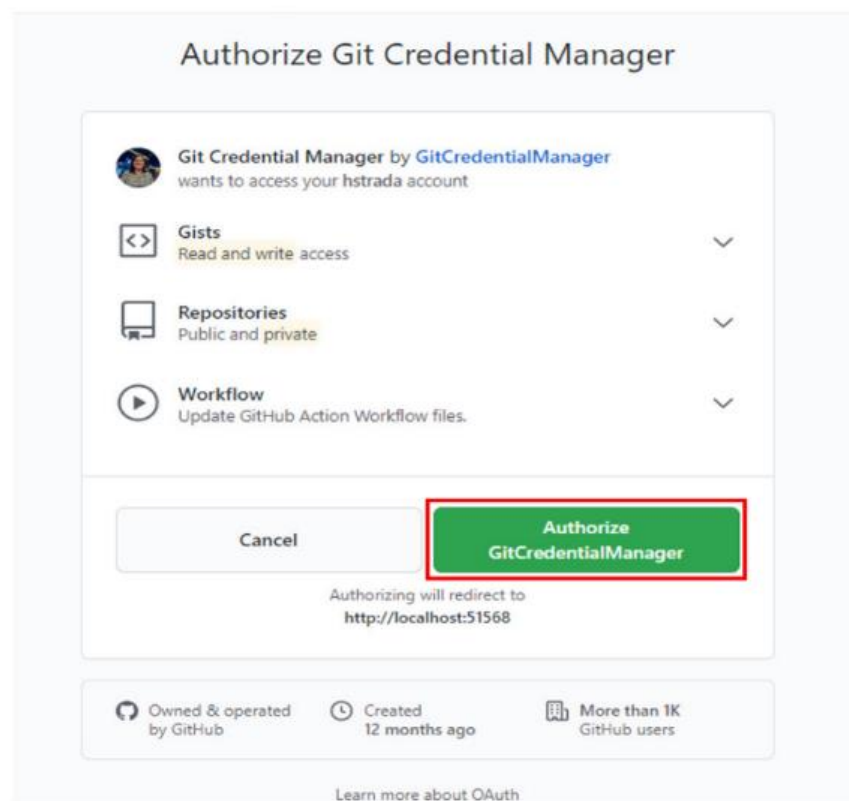 Authorize Git Credential Manager
Git Credential Manager by GitCredentialManager
wants to access your hstrada account
Gists
Read and write access
Repositories
Public and private
Workflow
Update GitHub Action Workflow files.
Cancel
Authorize
GitCredentialManager
Authorizing will redirect to
http://localhost:51568
Owned & operated
by GitHub
Created
12 months ago
More than 1K
GitHub users
Learn more about OAuth